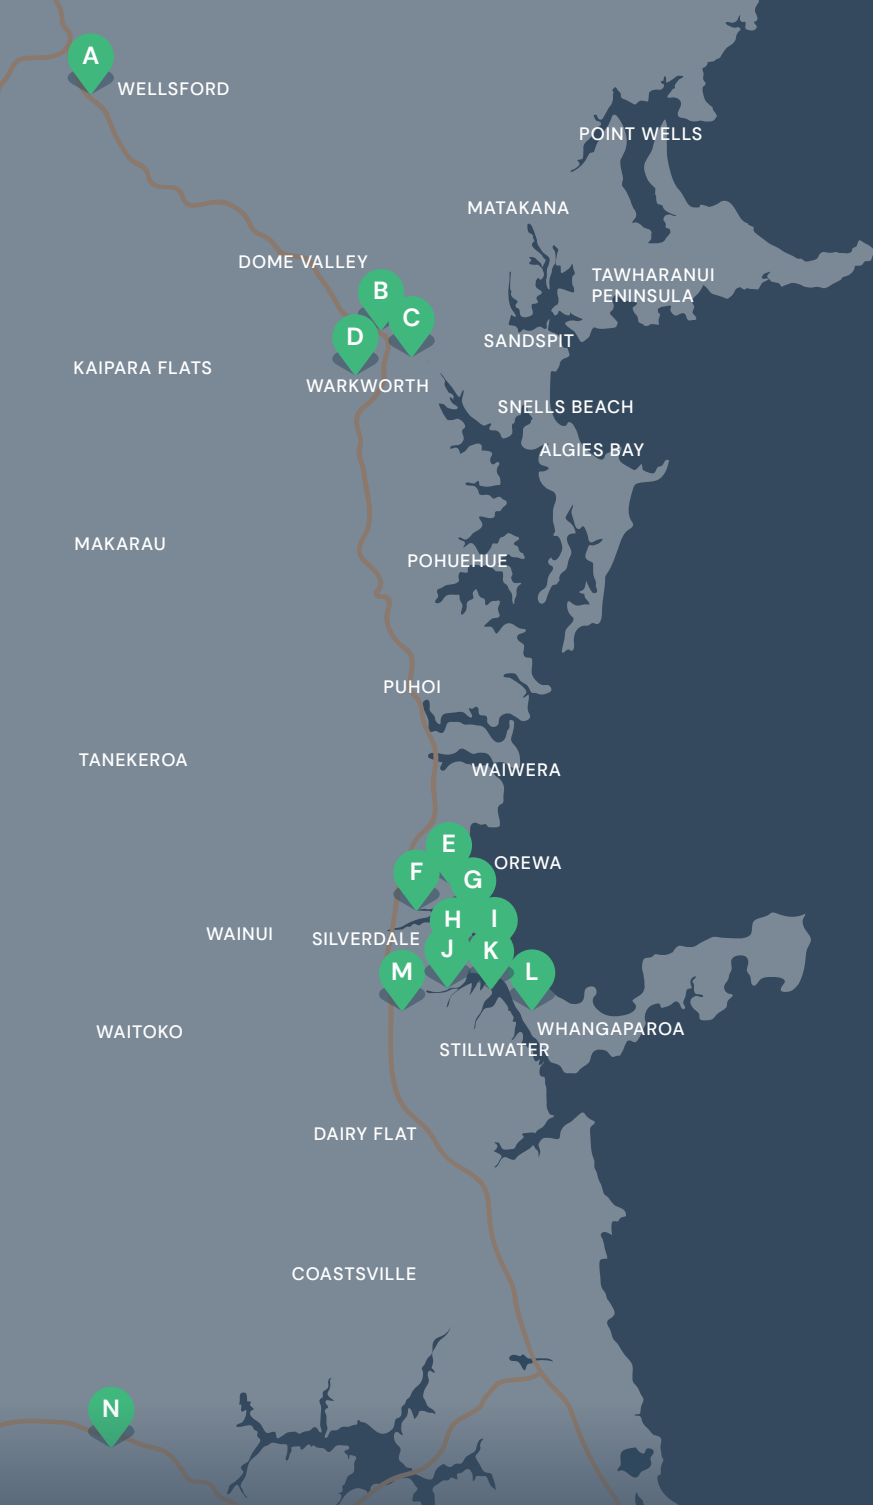 A
WELLSFORD
POINT WELLS
MATAKANA
DOME VALLEY
TAWHARANUI
PENINSULA
B
C
D
SANDSPIT
KAIPARA FLATS
WARKWORTH
SNELLS BEACH
ALGIES BAY
MAKARAU
POHUEHUE
PUHOI
TANEKEROA
WAIWERA
E
OREWA
F
G
H
I
WAINUI
SILVERDALE
J
K
M
L
WAITOKO
WHANGAPAROA
STILLWATER
DAIRY FLAT
COASTSVILLE
N